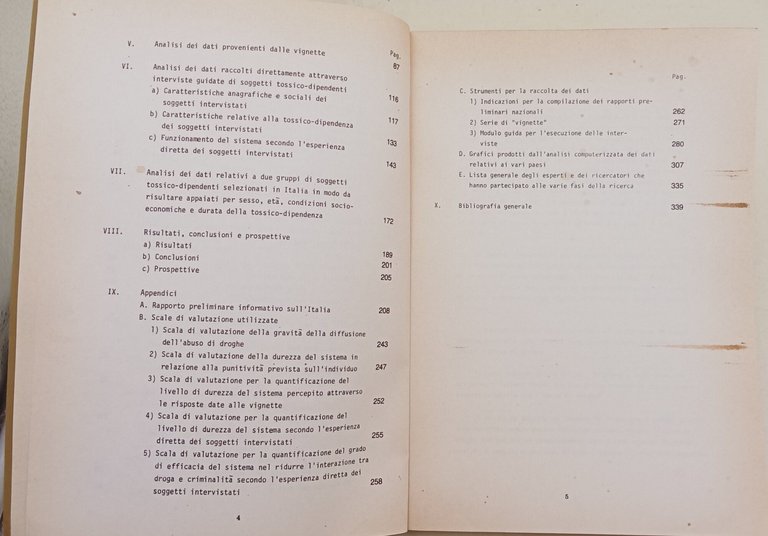 Pag.
V. Analisi dei dati provenienti dalle vignette 87
VI. Analisi dei dati raccolti direttamente attraverso
interviste guidate di soggetti tossico-dipendenti 116
a) Caratteristiche anagrafiche e sociali dei
soggetti intervistati 117
b) Caratteristiche relative alla tossico-dipendenza
dei soggetti intervistati 133
c) Funzionamento del sistema secondo l'esperienza
diretta dei soggetti intervistati 143
VII. Analisi dei dati relativi a due gruppi di soggetti
tossico-dipendenti selezionati in Italia in modo da
risultare appaiati per sesso, età, condizioni socio-
economiche e durata della tossico-dipendenza 172
VIII. Risultati, conclusioni e prospettive
a) Risultati 189
b) Conclusioni 201
c) Prospettive 205
IX. Appendici
A. Rapporto preliminare informativo sull'Italia 208
B. Scale di valutazione utilizzate
1) Scala di valutazione della gravità della diffusione
dell'abuso di droghe 243
2) Scala di valutazione della durezza del sistema in
relazione alla punitività prevista sull'individuo 247
3) Scala di valutazione per la quantificazione del
livello di durezza del sistema percepito attraverso
le risposte date alle vignette 252
4) Scala di valutazione per la quantificazione del
livello di durezza del sistema secondo l'esperienza
diretta dei soggetti intervistati 255
5) Scala di valutazione per la quantificazione del grado
di efficacia del sistema nel ridurre l'interazione tra
droga e criminalità secondo l'esperienza diretta dei
soggetti intervistati 258
4
Pag.
C. Strumenti per la raccolta dei dati
1) Indicazioni per la compilazione dei rapporti pre-
liminari nazionali 262
2) Serie di "vignette" 271
3) Modulo guida per l'esecuzione delle inter-
viste 280
D. Grafici prodotti dall'analisi computerizzata dei dati
relativi ai vari paesi 307
E. Lista generale degli esperti e dei ricercatori che
hanno partecipato alle varie fasi della ricerca 335
X. Bibliografia generale 339
5